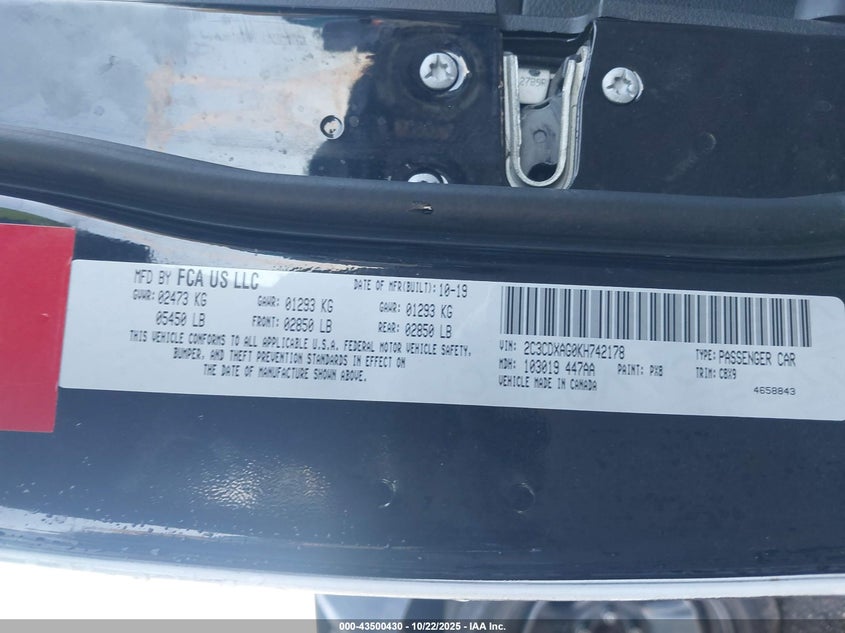 2785R
MFD BY FCA US LLC DATE OF MFR(BUILT): 10-19
GVWR: 02473 KG GAWR: 01293 KG GAWR: 01293 KG
05450 LB FRONT: 02850 LB REAR: 02850 LB
THIS VEHICLE CONFORMS TO ALL APPLICABLE U.S.A. FEDERAL MOTOR VEHICLE SAFETY,
BUMPER, AND THEFT PREVENTION STANDARDS IN EFFECT ON
THE DATE OF MANUFACTURE SHOWN ABOVE.
VIN: 2C3CDXAG0KH742178 TYPE: PASSENGER CAR
MDH: 103019 447AA PAINT: PX8 TRIM: CBX9
VEHICLE MADE IN CANADA 4658843
000-43500430 - 10/22/2025 - IAA, Inc.